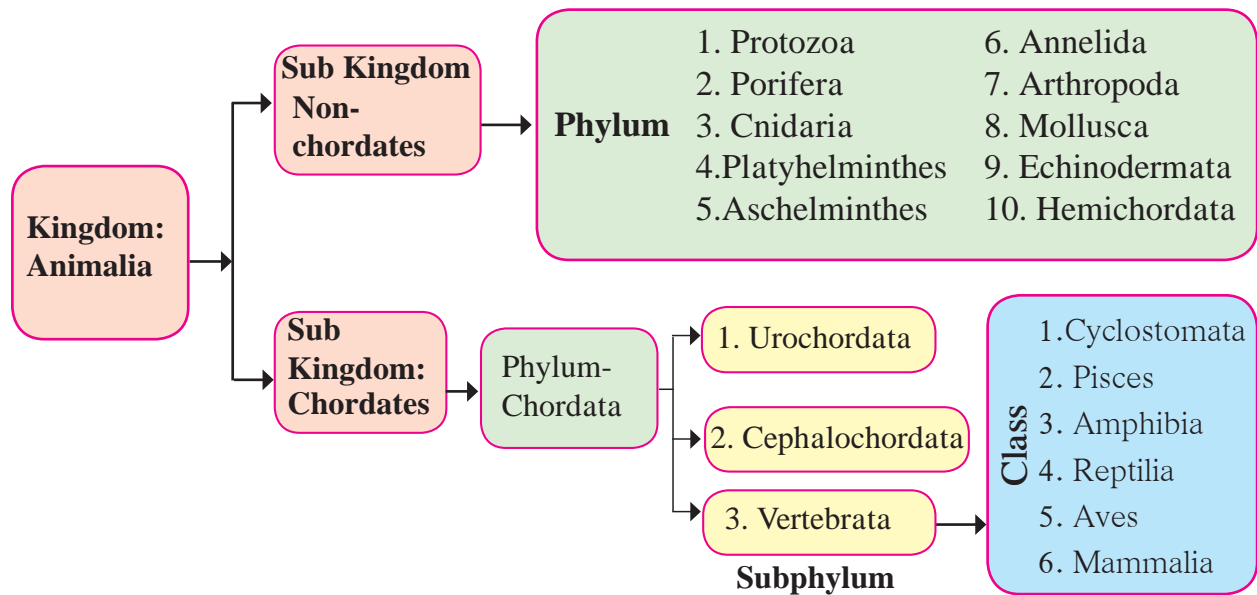 Kingdom:
Animalia
Sub Kingdom
Non-
chordates
Phylum
1. Protozoa
2. Porifera
3. Cnidaria
4.Platyhelminthes
5.Aschelminthes
6. Annelida
7. Arthropoda
8. Mollusca
9. Echinodermata
10. Hemichordata
Sub
Kingdom:
Chordates
Phylum-
Chordata
1. Urochordata
2. Cephalochordata
3. Vertebrata
Subphylum
Class
1.Cyclostomata
2. Pisces
3. Amphibia
4. Reptilia
5. Aves
6. Mammalia